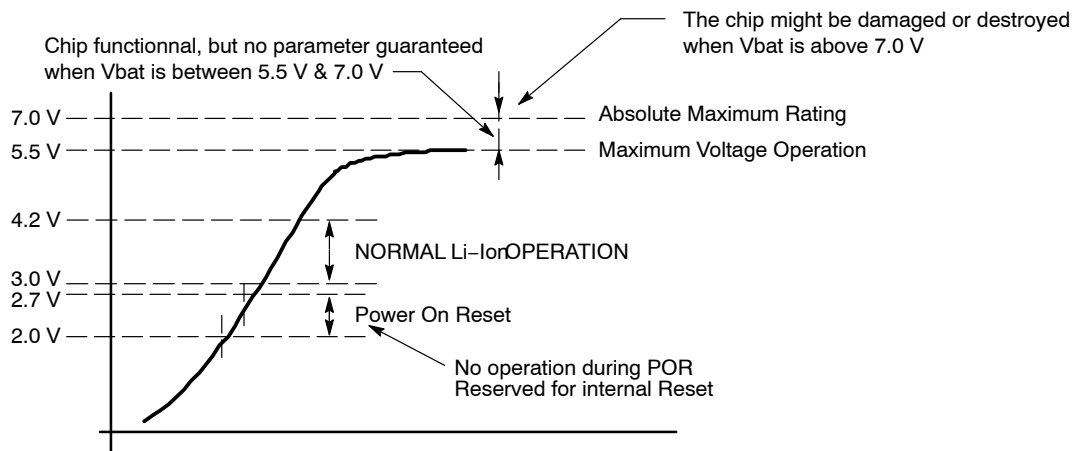 The chip might be damaged or destroyed
when Vbat is above 7.0 V
Chip functionnal, but no parameter guaranteed
when Vbat is between 5.5 V & 7.0 V
7.0 V
Absolute Maximum Rating
5.5 V
Maximum Voltage Operation
4.2 V
NORMAL Li−IonOPERATION
3.0 V
2.7 V
Power On Reset
2.0 V
No operation during POR
Reserved for internal Reset